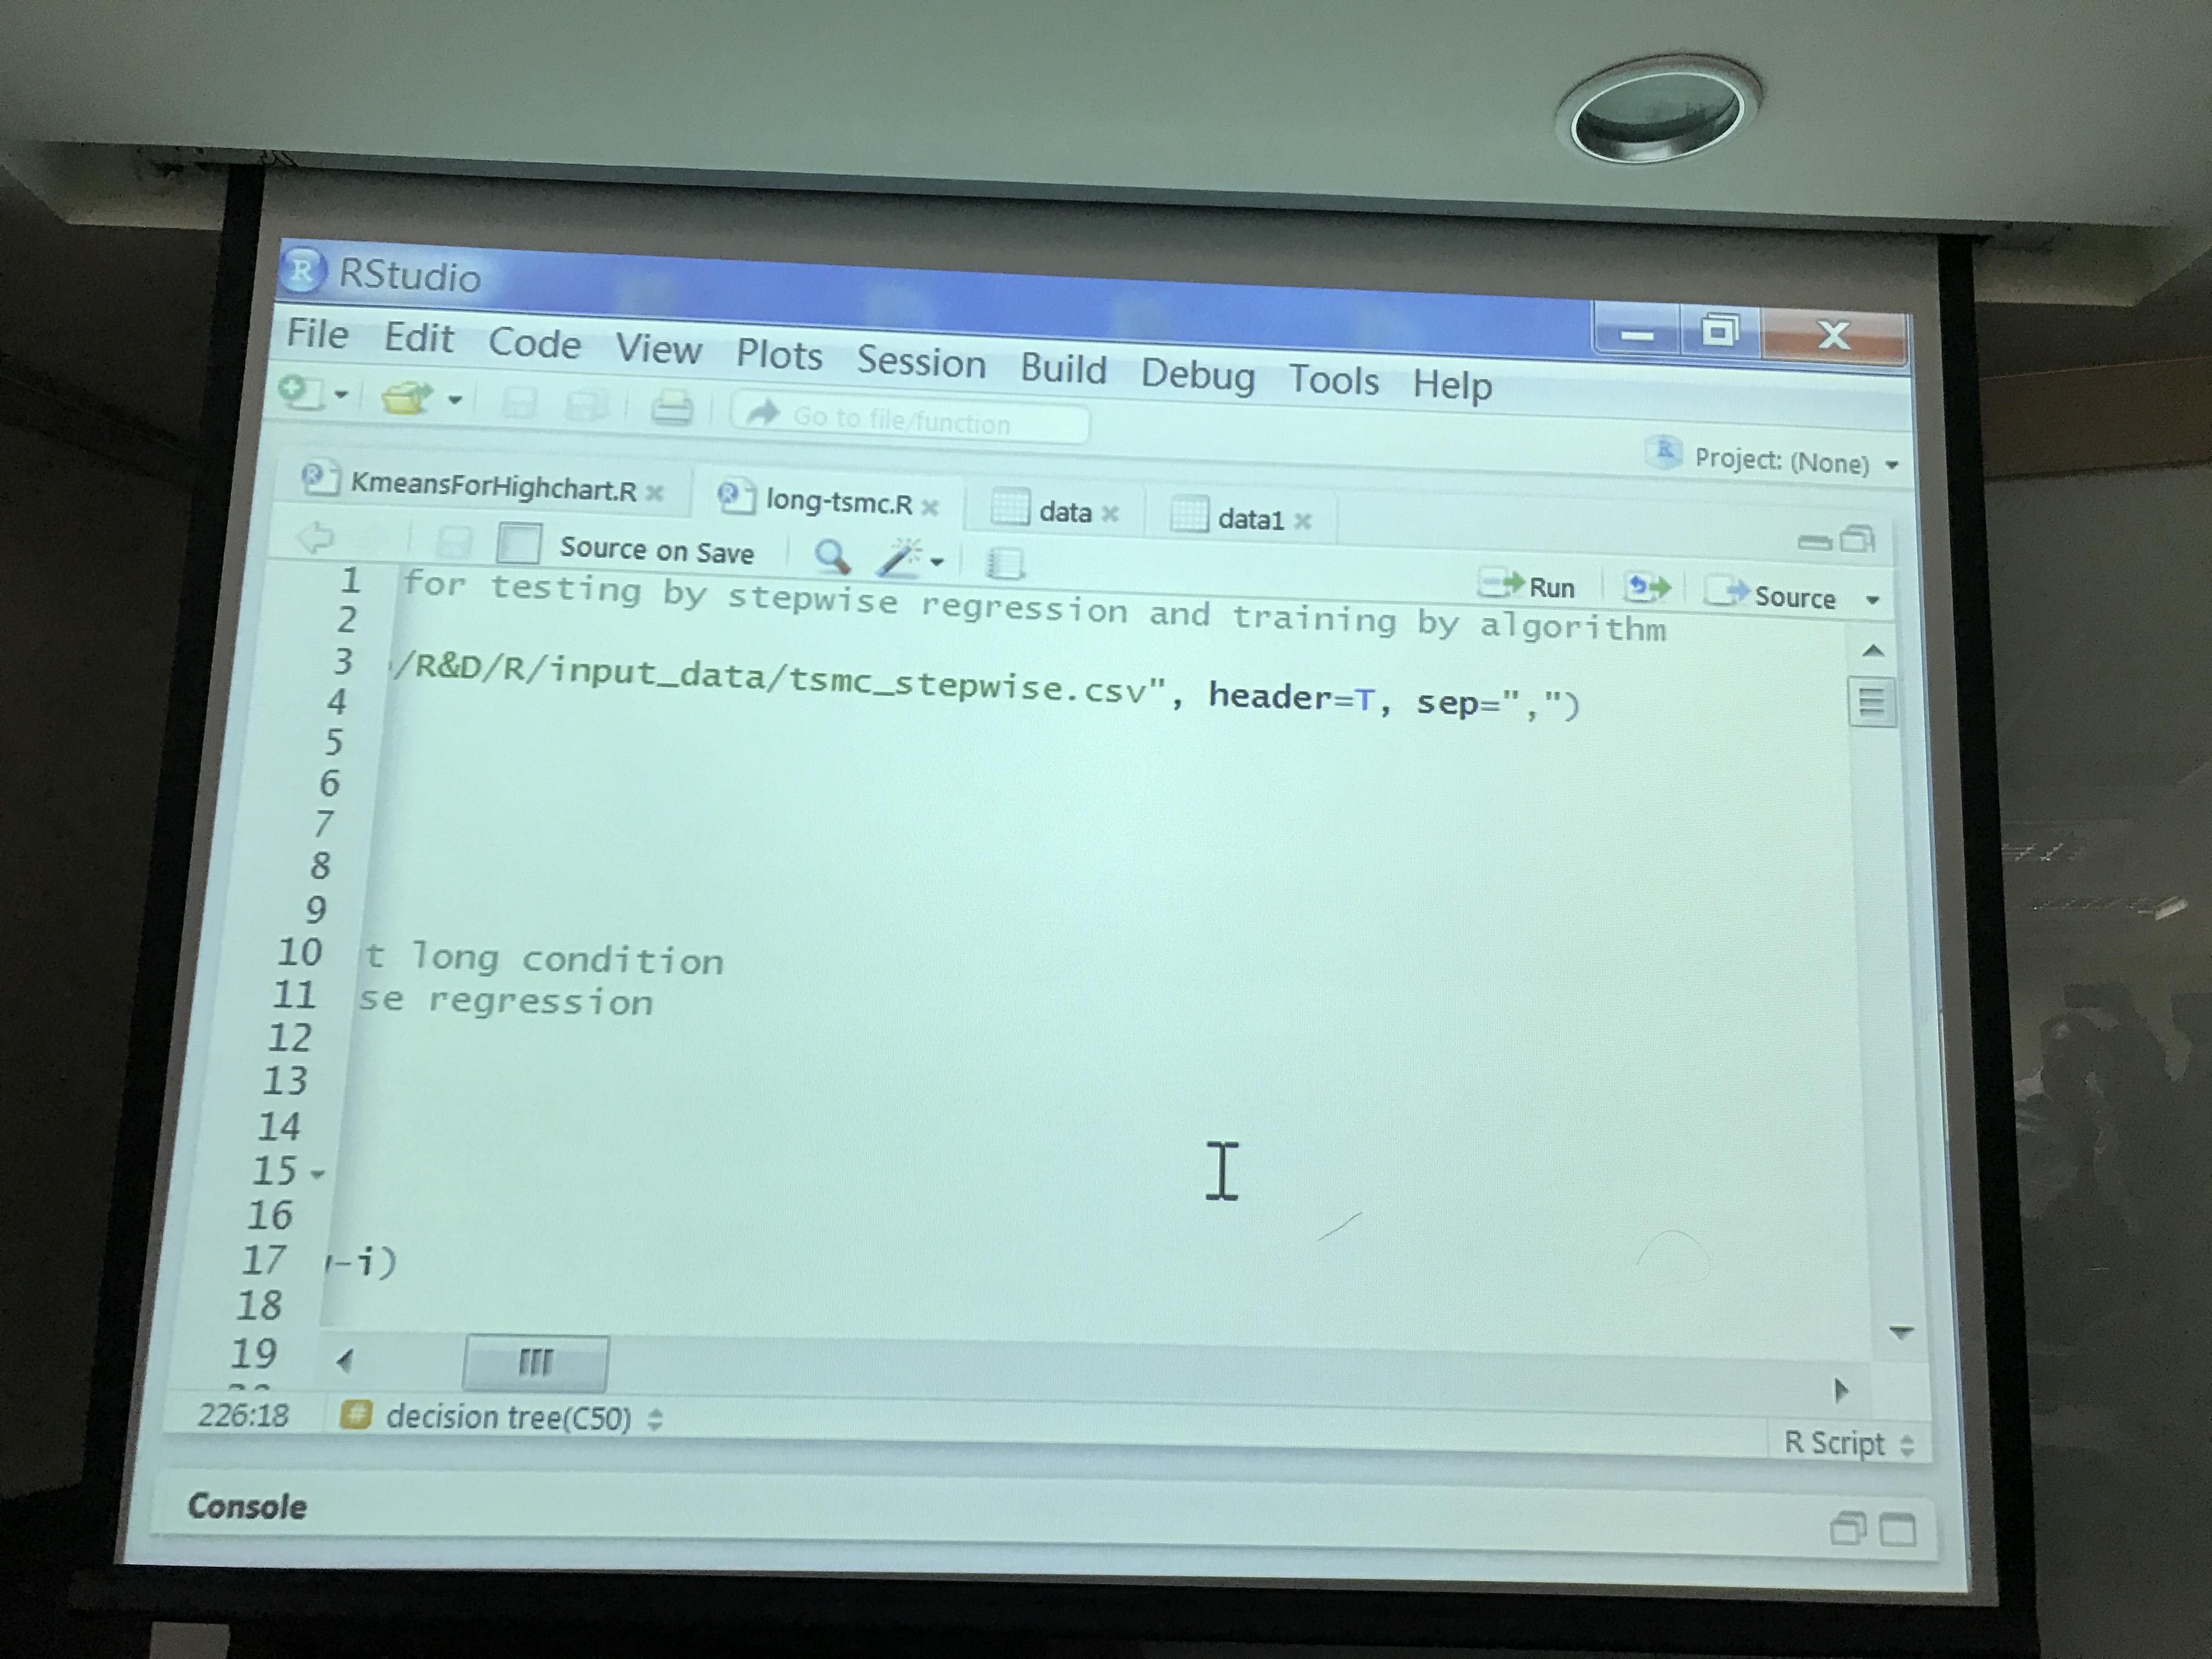 RStudio
File Edit Code View Plots Session Build Debug Tools Help
Go to file/function
Project: (None)
KmeansForHighchart.R long-tsmc.R data data1
Source on Save Run Source
1 for testing by stepwise regression and training by algorithm
2
3 /R&D/R/input_data/tsmc_stepwise.csv", header=T, sep=",")
4
5
6
7
8
9
10 t long condition
11 se regression
12
13
14
15
16
17 -i)
18
19
226:18 # decision tree(C50) R Script
Console